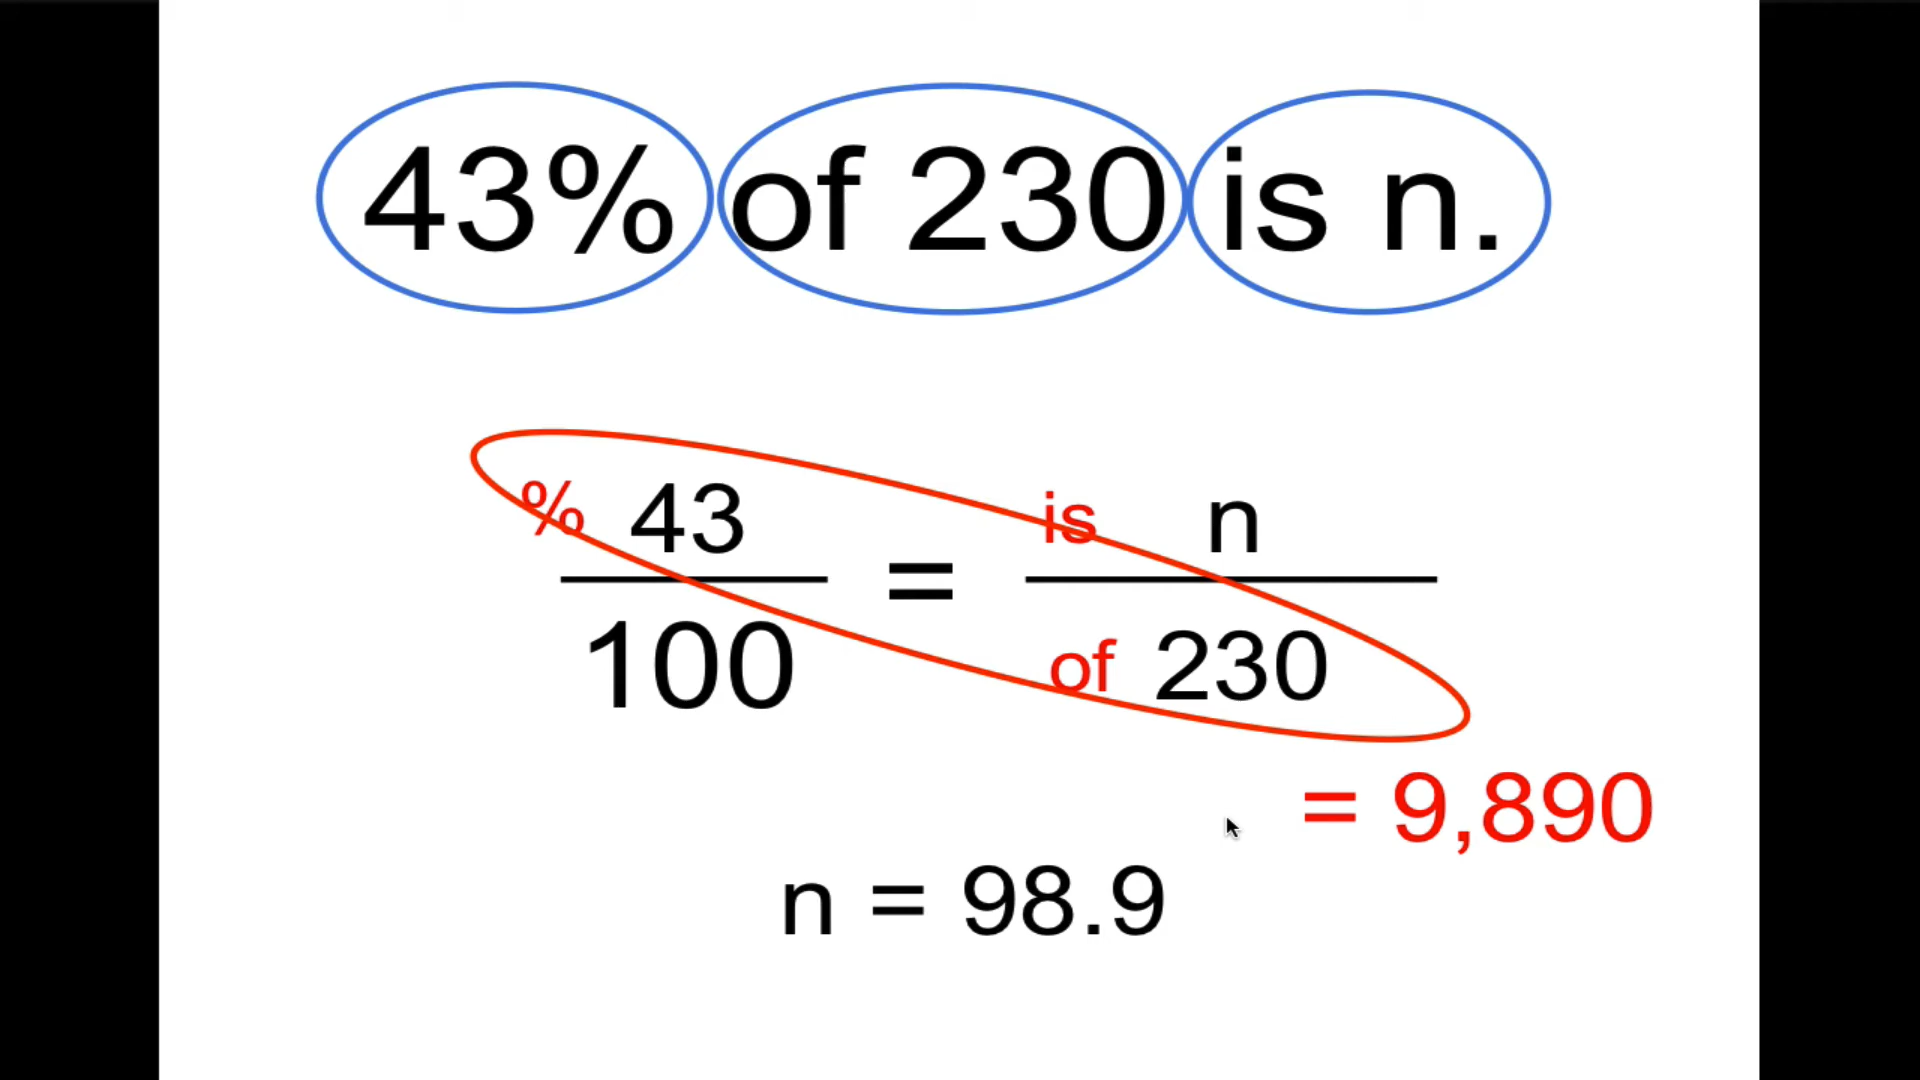 43% of 230 is n.
% 43 = is n
100 of 230
= 9,890
n = 98.9